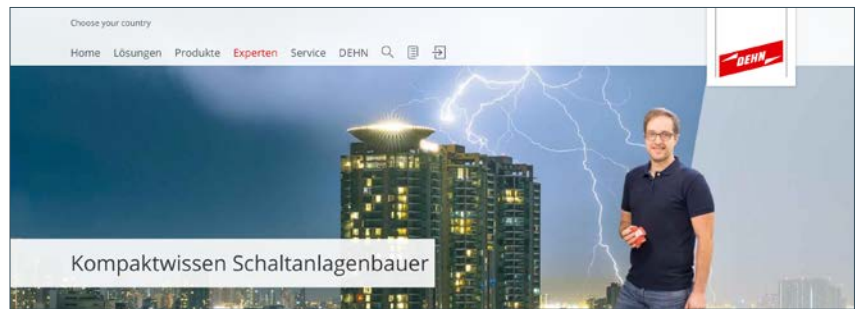 Choose your country
Home Lösungen Produkte Experten Service DEHN
DEHN
Kompaktwissen Schaltanlagenbauer